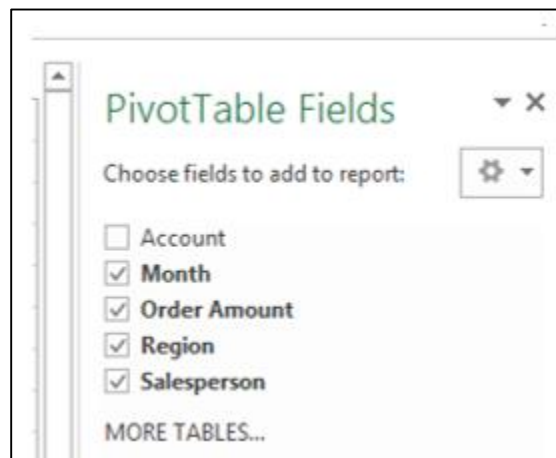 PivotTable Fields
Choose fields to add to report:
Account
Month
Order Amount
Region
Salesperson
MORE TABLES...